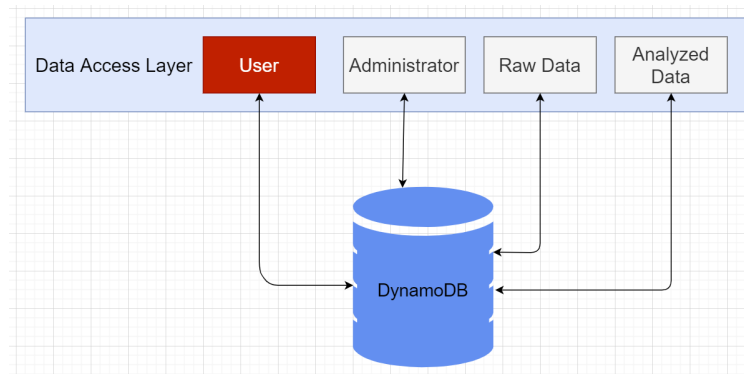 Data Access Layer
User
Administrator
Raw Data
Analyzed
Data
DynamoDB